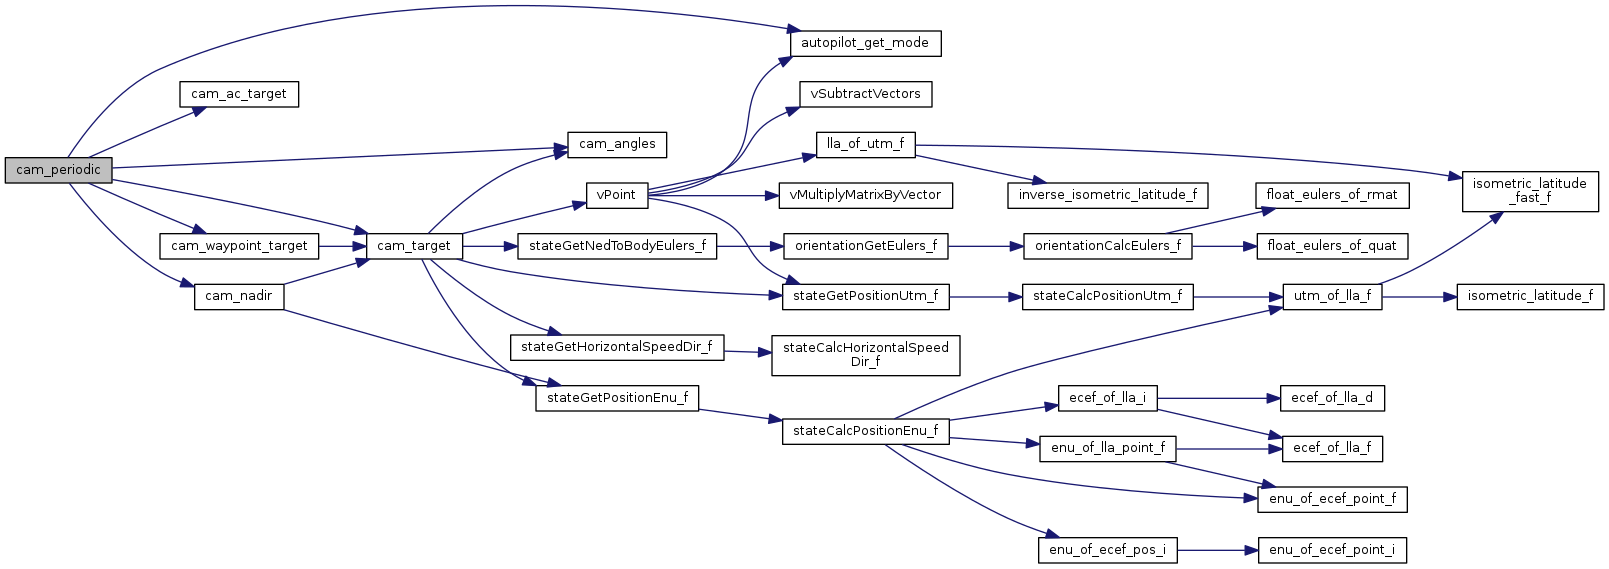 autopilot_get_mode
cam_ac_target
vSubtractVectors
cam_angles
lla_of_utm_f
cam_periodic
isometric_latitude
_fast_f
vPoint
vMultiplyMatrixByVector
inverse_isometric_latitude_f
float_eulers_of_rmat
cam_waypoint_target
cam_target
stateGetNedToBodyEulers_f
orientationGetEulers_f
orientationCalcEulers_f
float_eulers_of_quat
cam_nadir
stateGetPositionUtm_f
stateCalcPositionUtm_f
utm_of_lla_f
isometric_latitude_f
stateGetHorizontalSpeedDir_f
stateCalcHorizontalSpeed
Dir_f
stateGetPositionEnu_f
ecef_of_lla_i
ecef_of_lla_d
stateCalcPositionEnu_f
enu_of_lla_point_f
ecef_of_lla_f
enu_of_ecef_point_f
enu_of_ecef_pos_i
enu_of_ecef_point_i